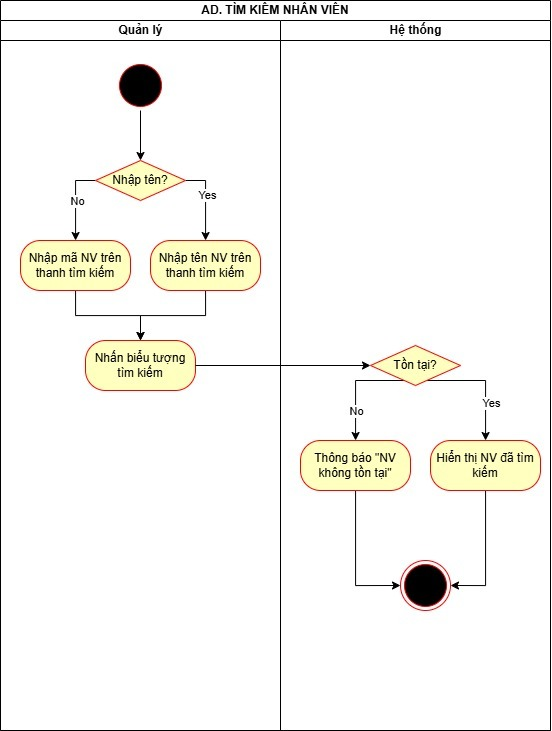 AD. TÌM KIẾM NHÂN VIÊN
Quản lý
Hệ thống
Nhập tên?
No
Yes
Nhập mã NV trên
thanh tìm kiếm
Nhập tên NV trên
thanh tìm kiếm
Nhấn biểu tượng
tìm kiếm
Tồn tại?
No
Yes
Thông báo "NV
không tồn tại"
Hiển thị NV đã tìm
kiếm